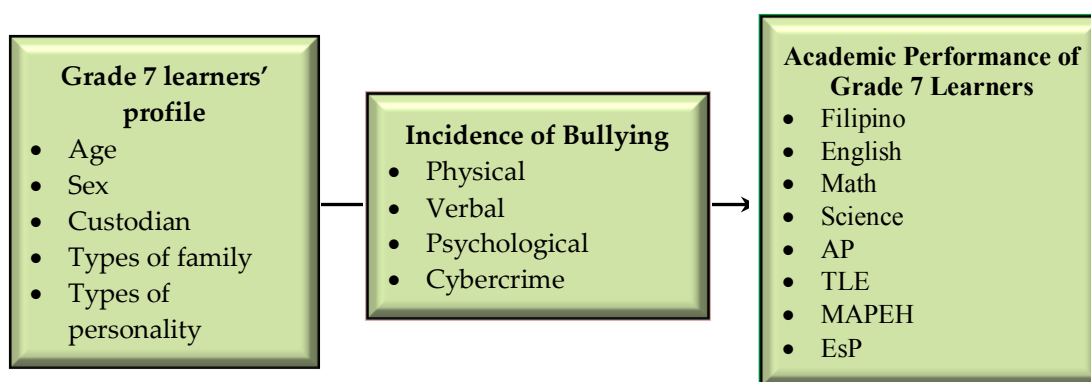 Grade 7 learners’
profile
• Age
• Sex
• Custodian
• Types of family
• Types of
personality
Incidence of Bullying
• Physical
• Verbal
• Psychological
• Cybercrime
Academic Performance of
Grade 7 Learners
• Filipino
• English
• Math
• Science
• AP
• TLE
• MAPEH
• EsP